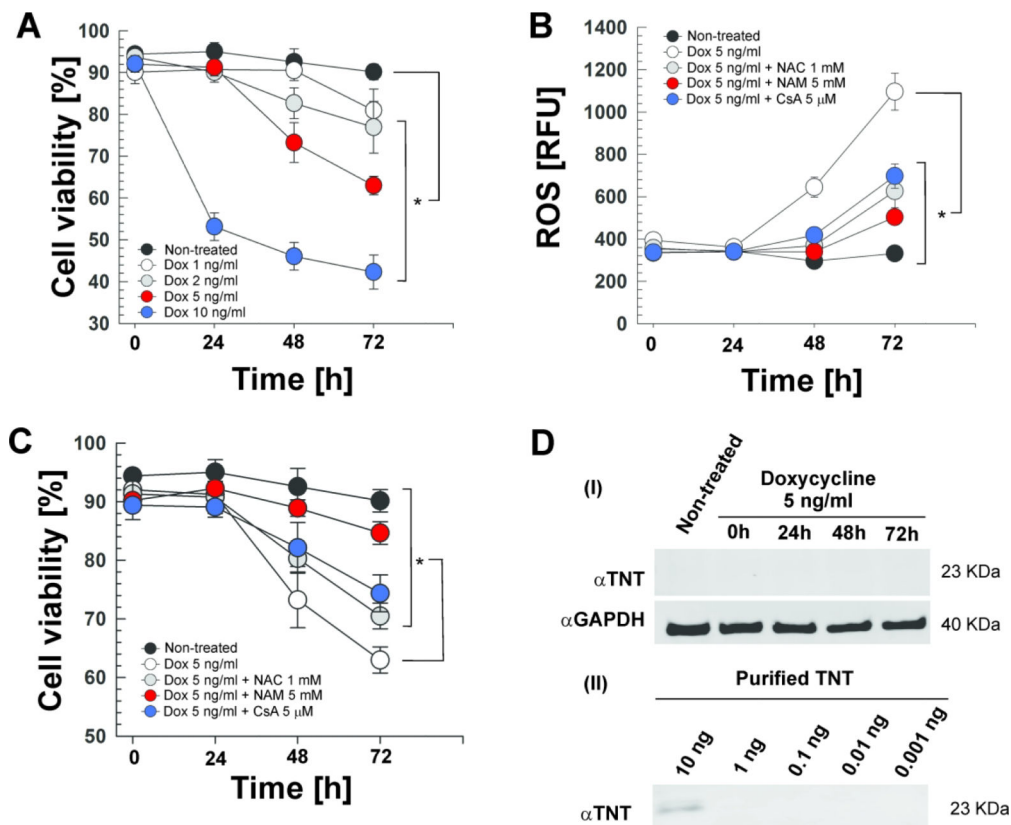 A
Cell viability [%]
100
90
80
70
60
50
40
30
Non-treated
Dox 1 ng/ml
Dox 2 ng/ml
Dox 5 ng/ml
Dox 10 ng/ml
*
0 24 48 72
Time [h]
B
ROS [RFU]
1400
1200
1000
800
600
400
200
0
Non-treated
Dox 5 ng/ml
Dox 5 ng/ml + NAC 1 mM
Dox 5 ng/ml + NAM 5 mM
Dox 5 ng/ml + CsA 5 μM
*
0 24 48 72
Time [h]
C
Cell viability [%]
100
90
80
70
60
50
*
Non-treated
Dox 5 ng/ml
Dox 5 ng/ml + NAC 1 mM
Dox 5 ng/ml + NAM 5 mM
Dox 5 ng/ml + CsA 5 μM
0 24 48 72
Time [h]
D
(I)
Non-treated
Doxycycline
5 ng/ml
0h 24h 48h 72h
αTNT 23 KDa
αGAPDH 40 KDa
(II)
Purified TNT
10 ng 1 ng 0.1 ng 0.01 ng 0.001 ng
αTNT 23 KDa